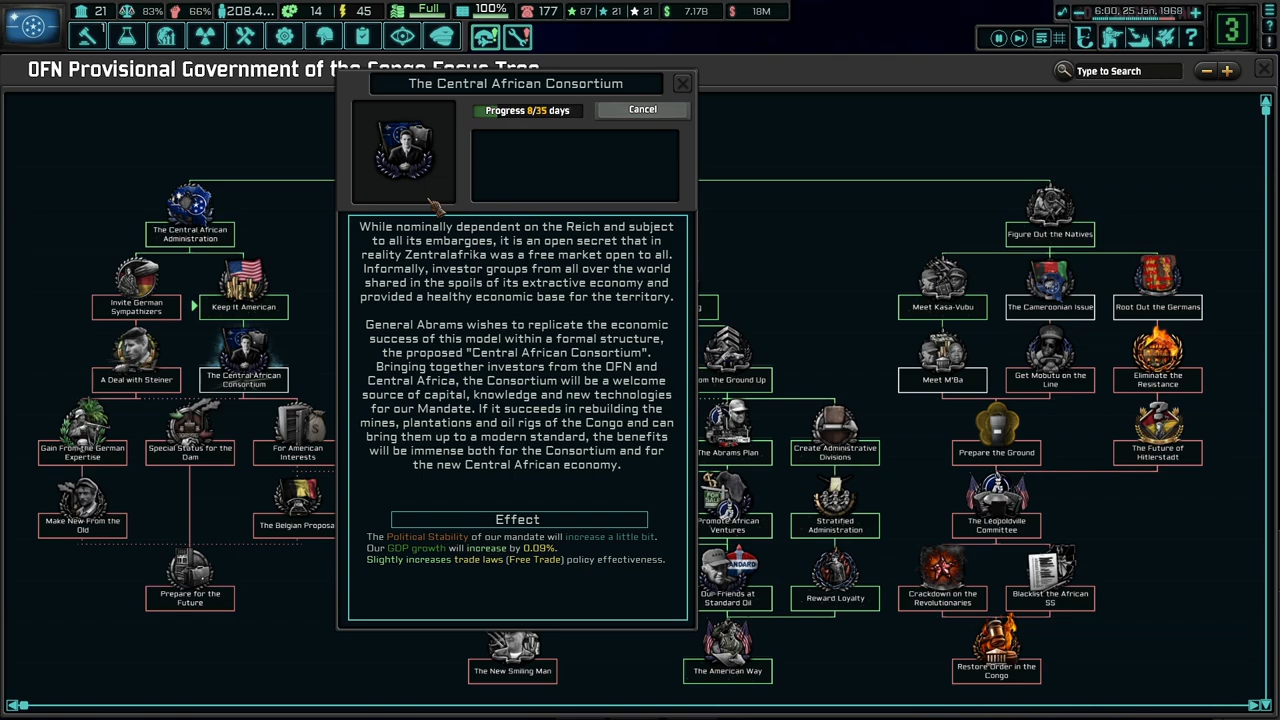 21 83% 66% 208.4... 14 45 Full 100% 177 87 21 21 $ 7.17B $ 18M 6:00, 25 Jan, 1968
3
OFN Provisional Government of the Congo Focus Tree
Type to Search
The Central African Consortium
Progress 8/35 days
Cancel
While nominally dependent on the Reich and subject
to all its embargoes, it is an open secret that in
reality Zentralafrika was a free market open to all.
Informally, investor groups from all over the world
shared in the spoils of its extractive economy and
provided a healthy economic base for the territory.
General Abrams wishes to replicate the economic
success of this model within a formal structure,
the proposed "Central African Consortium".
Bringing together investors from the OFN and
Central Africa, the Consortium will be a welcome
source of capital, knowledge and new technologies
for our Mandate. If it succeeds in rebuilding the
mines, plantations and oil rigs of the Congo and can
bring them up to a modern standard, the benefits
will be immense both for the Consortium and for
the new Central African economy.
Effect
The Political Stability of our mandate will increase a little bit.
Our GDP growth will increase by 0.09%.
Slightly increases trade laws (Free Trade) policy effectiveness.
The Central African
Administration
Invite German
Sympathizers
Keep It American
A Deal with Steiner
The Central African
Consortium
Gain From the German
Expertise
Special Status for the
Dam
For American
Interests
Make New From the
Old
The Belgian Proposa
Prepare for the
Future
The New Smiling Man
om the Ground Up
The Abrams Plan
Create Administrative
Divisions
Promote African
Ventures
Stratified
Administration
STANDARD
Our Friends at
Standard Oil
Reward Loyalty
The American Way
Figure Out the Natives
Meet Kasa-Vubu
The Cameroonian Issue
Root Out the Germans
Meet M'Ba
Get Mobutu on the
Line
Eliminate the
Resistance
Prepare the Ground
The Future of
Hitlerstadt
The Léopoldville
Committee
Crackdown on the
Revolutionaries
Blacklist the African
SS
Restore Order in the
Congo